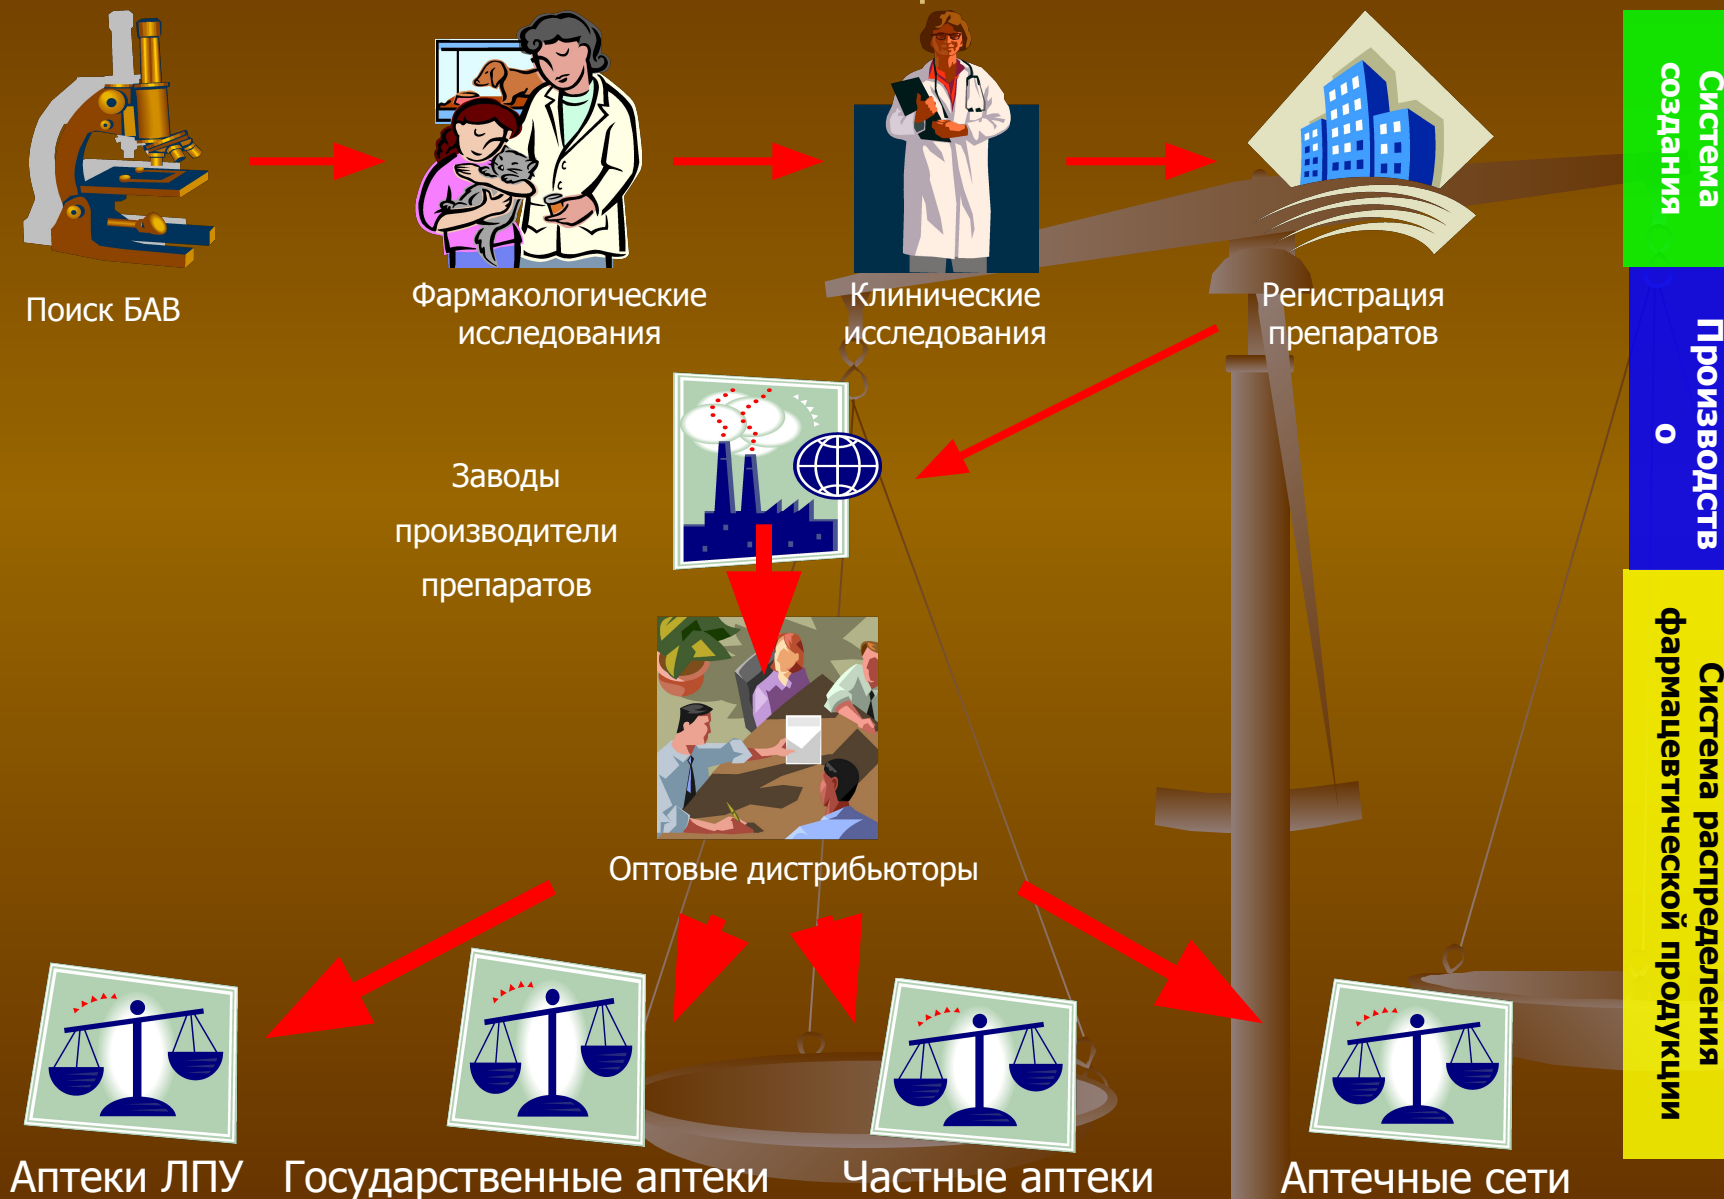 Поиск БАВ
Фармакологические
исследования
Клинические
исследования
Регистрация
препаратов
Заводы
производители
препаратов
Оптовые дистрибьюторы
Аптеки ЛПУ
Государственные аптеки
Частные аптеки
Аптечные сети
Система
создания
Производств
о
Система распределения
фармацевтической продукции